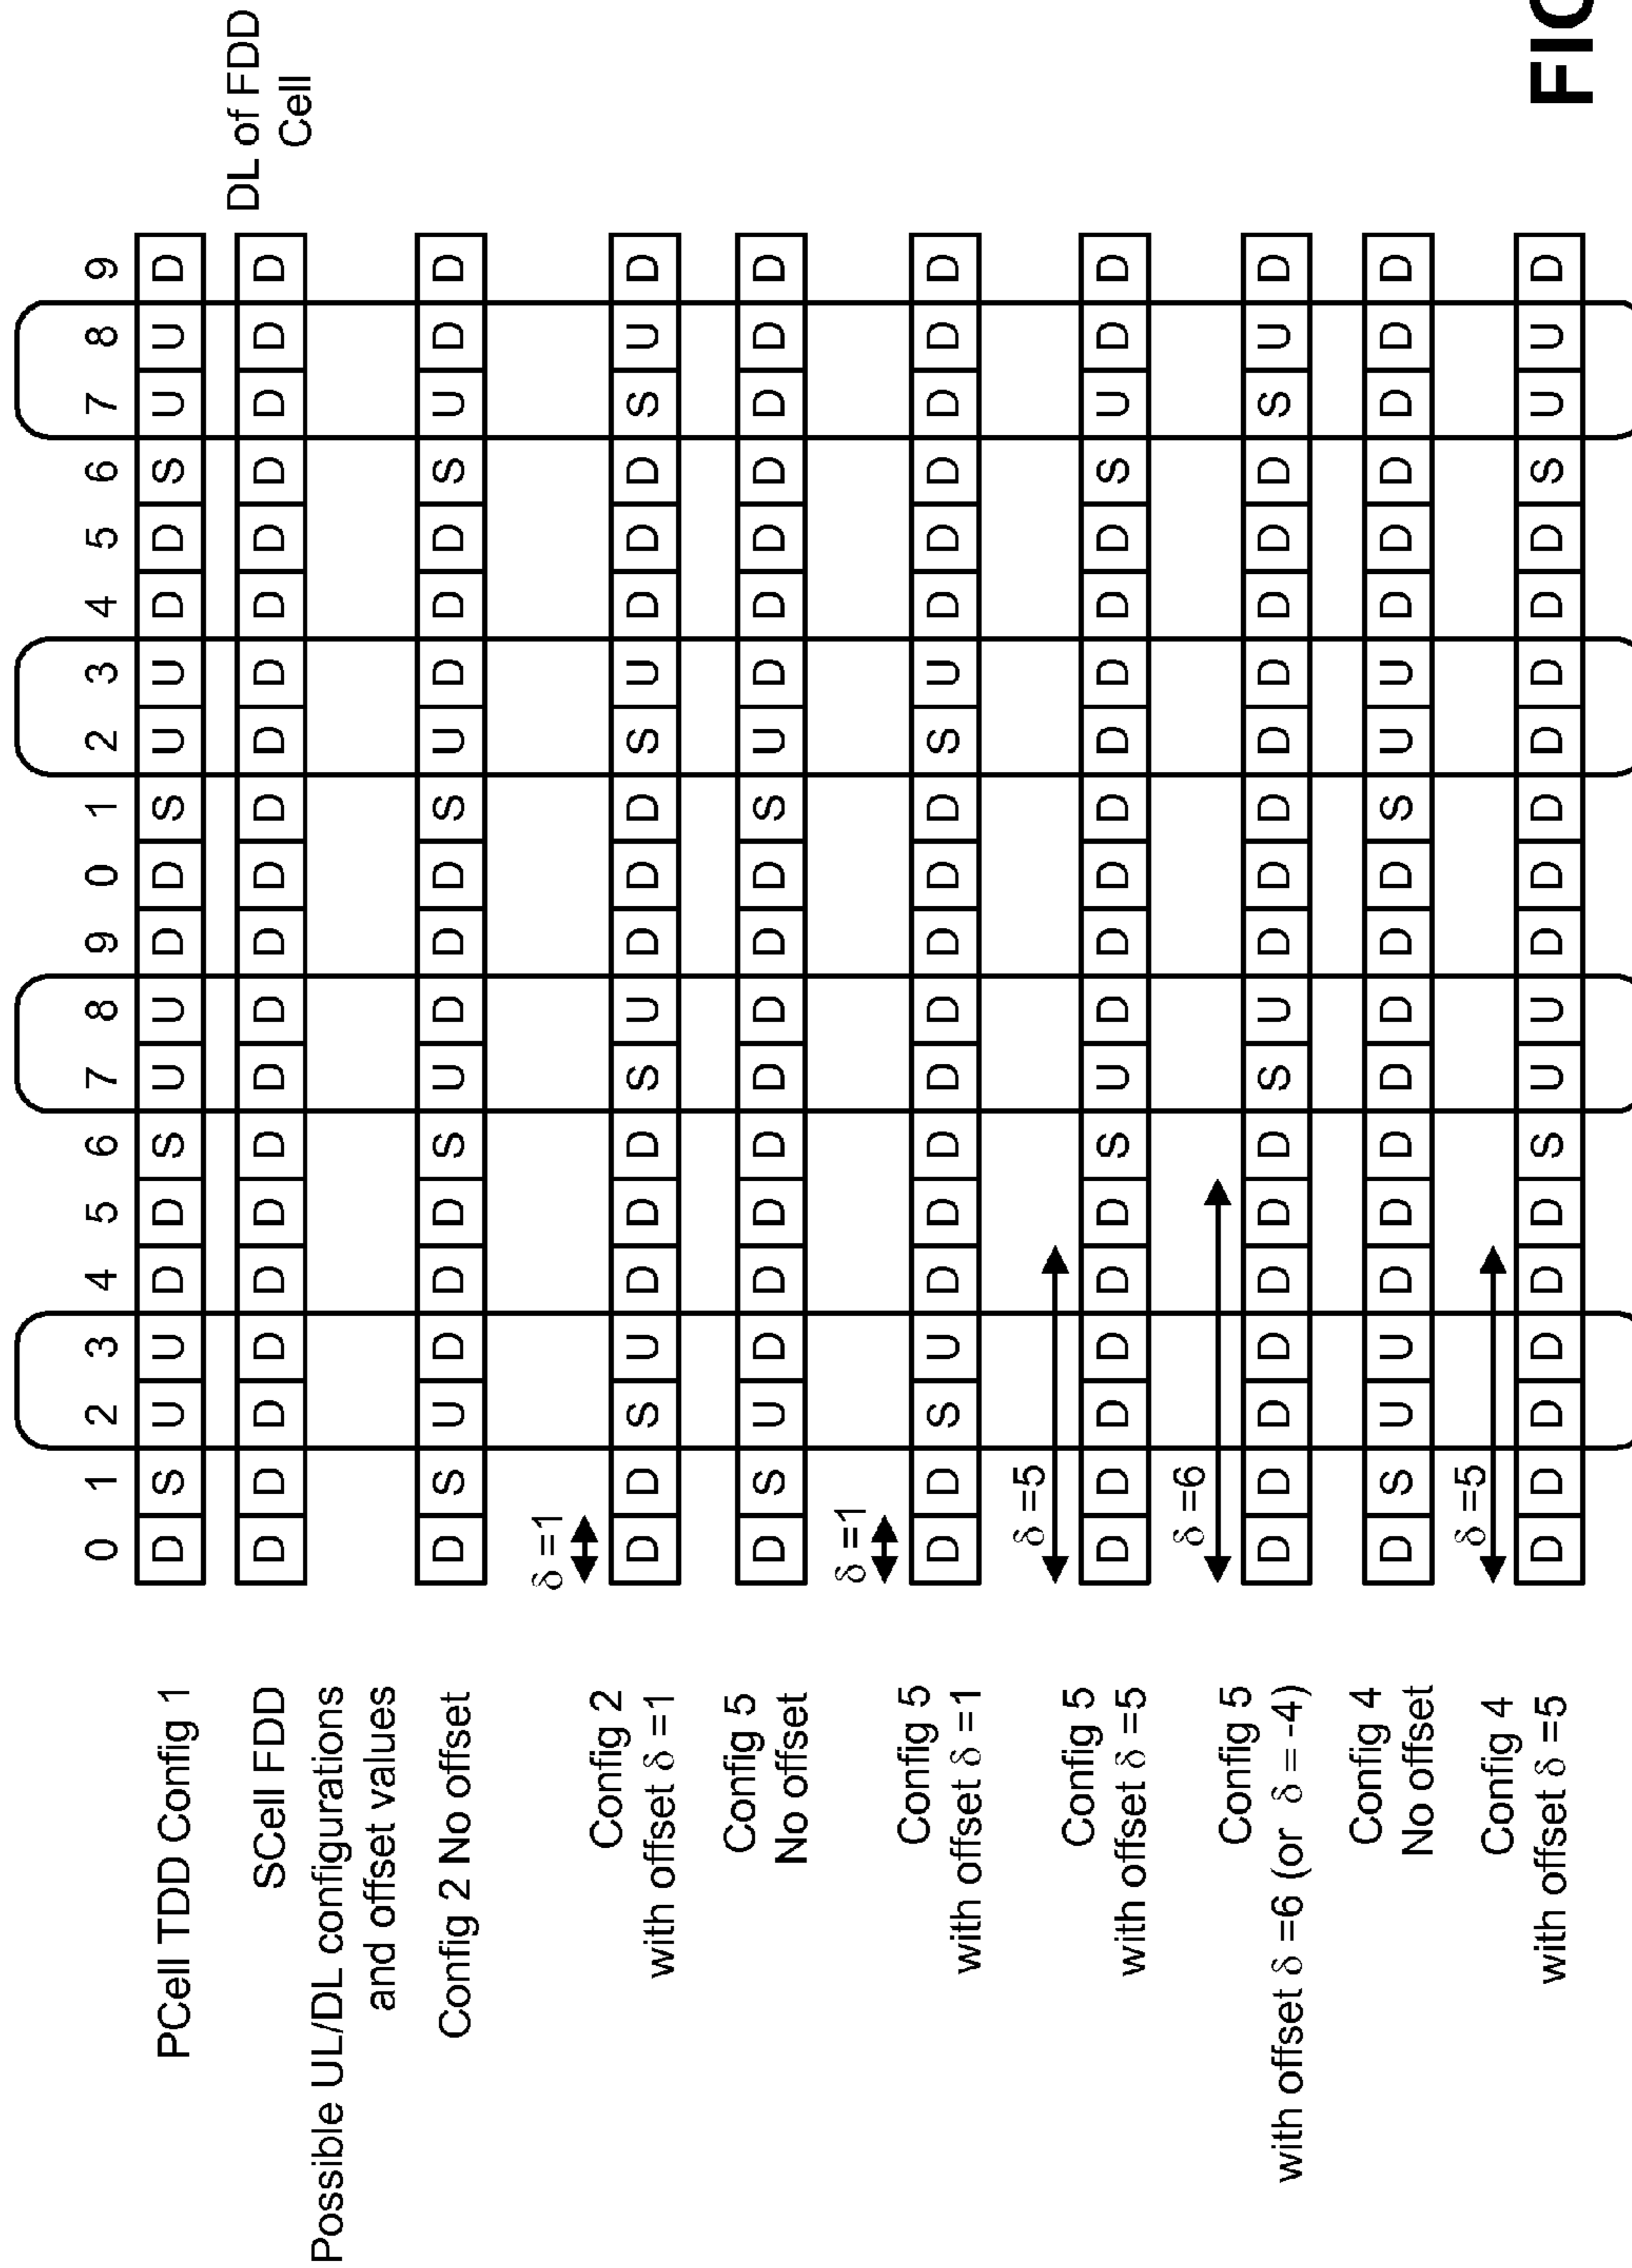 0 1 2 3 4 5 6 7 8 9 0 1 2 3 4 5 6 7 8 9
PCell TDD Config 1 D S U U D D S U U D D S U U D D S U U D
SCell FDD D D D D D D D D D D D D D D D D D D D D
DL of FDD
Cell
Possible UL/DL configurations
and offset values
Config 2 No offset D S U D D D S U D D D S U D D D S U D D
δ =1
Config 2
with offset δ =1
D D S U D D D S U D D D S U D D D S U D
Config 5
No offset
D S U D D D D D D D D S U D D D D D D D
δ =1
Config 5
with offset δ =1
D D S U D D D D D D D D S U D D D D D D
δ =5
Config 5
with offset δ =5
D D D D D D S U D D D D D D D D S U D D
δ =6
Config 5
with offset δ =6 (or δ = -4)
D D D D D D D S U D D D D D D D D S U D
Config 4
No offset
D S U U D D D D D D D S U U D D D D D D
δ =5
Config 4
with offset δ =5
D D D D D D S U U D D D D D D D S U U D